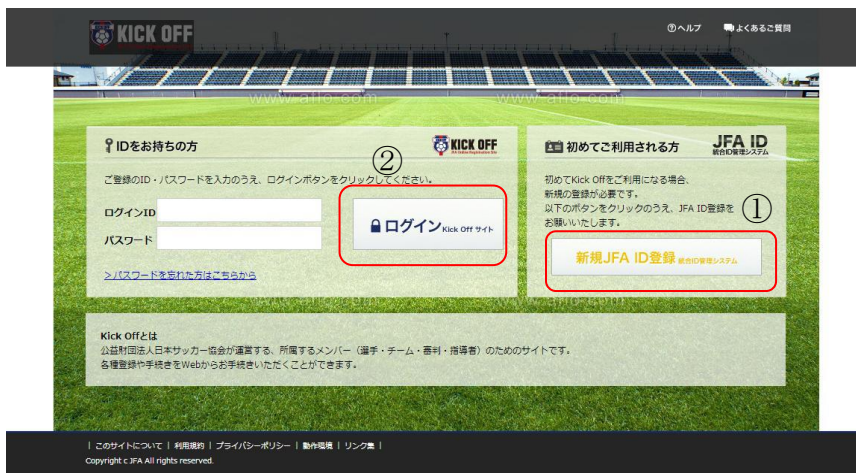 KICK OFF
ヘルプ
よくあるご質問
www.aflo.com
www.aflo.com
IDをお持ちの方
KICK OFF
②
ご登録のID・パスワードを入力のうえ、ログインボタンをクリックしてください。
ログインID
パスワード
ログイン Kick Off サイト
>パスワードを忘れた方はこちらから
初めてご利用される方
JFA ID
統合ID管理システム
初めてKick Offをご利用になる場合、
新規の登録が必要です。
以下のボタンをクリックのうえ、JFA ID登録を
お願いいたします。
①
新規JFA ID登録 統合ID管理システム
Kick Offとは
公益財団法人日本サッカー協会が運営する、所属するメンバー（選手・チーム・審判・指導者）のためのサイトです。
各種登録や手続きをWebからお手続きいただくことができます。
| このサイトについて | 利用規約 | プライバシーポリシー | 動作環境 | リンク集 |
Copyright c JFA All rights reserved.